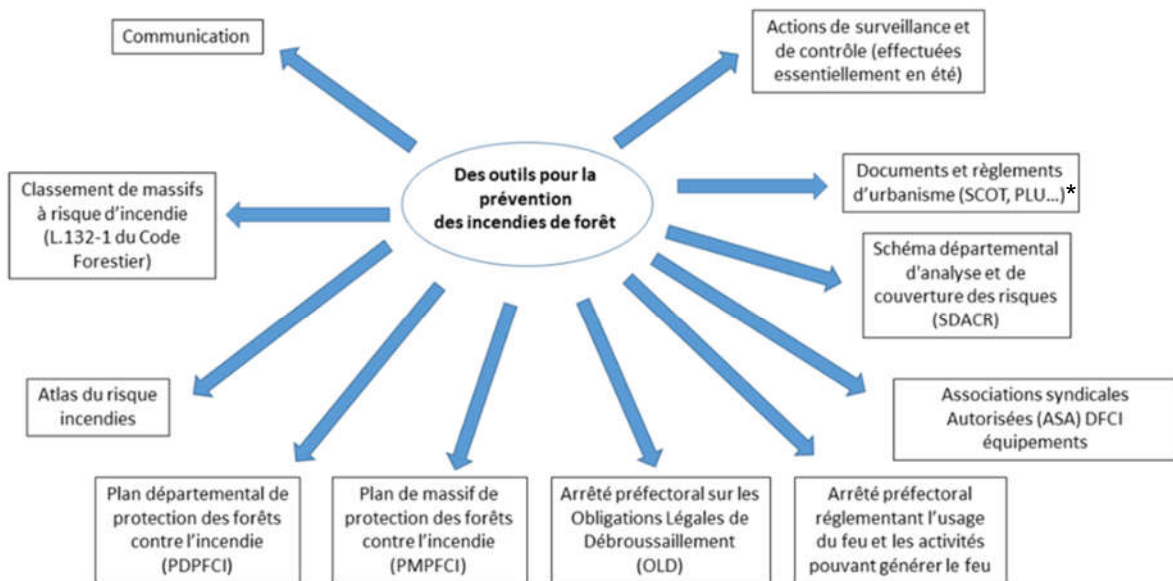 Communication
Actions de surveillance et
de contrôle (effectuées
essentiellement en été)
Des outils pour la
prévention
des incendies de forêt
Classement de massifs
à risque d'incendie
(L.132-1 du Code
Forestier)
Documents et règlements
d'urbanisme (SCOT, PLU...)*
Schéma départemental
d'analyse et de
couverture des risques
(SDACR)
Atlas du risque
incendies
Associations syndicales
Autorisées (ASA) DFCI
équipements
Plan départemental de
protection des forêts
contre l'incendie
(PDPFCI)
Plan de massif de
protection des forêts
contre l'incendie
(PMPFCI)
Arrêté préfectoral sur les
Obligations Légales de
Débroussaillement
(OLD)
Arrêté préfectoral
réglementant l'usage
du feu et les activités
pouvant générer le feu